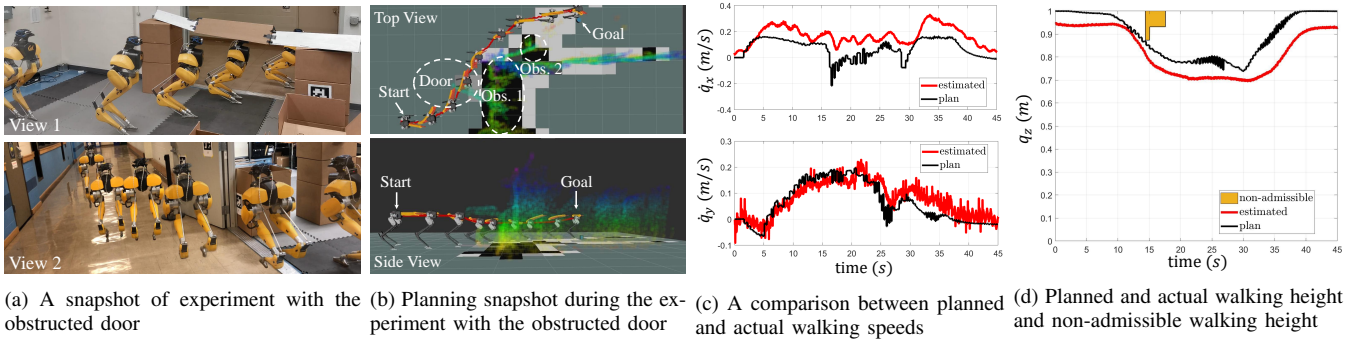 View 1
View 2
Top View
Goal
Obs. 2
Door
Obs. 1
Start
Start
Goal
Side View
q̇x (m/s)
0.4
0.2
0
-0.2
0.4
estimated
plan
0 5 10 15 20 25 30 35 40 45
q̇y (m/s)
0.3
0.2
0.1
0
-0.1
estimated
plan
0 5 10 15 20 25 30 35 40 45
time (s)
qz (m)
1
0.9
0.8
0.7
0.6
0.5
0.4
0.3
0.2
0.1
0
non-admissible
estimated
plan
0 5 10 15 20 25 30 35 40 45
time (s)
(a) A snapshot of experiment with the
obstructed door
(b) Planning snapshot during the ex-
periment with the obstructed door
(c) A comparison between planned
and actual walking speeds
(d) Planned and actual walking height
and non-admissible walking height